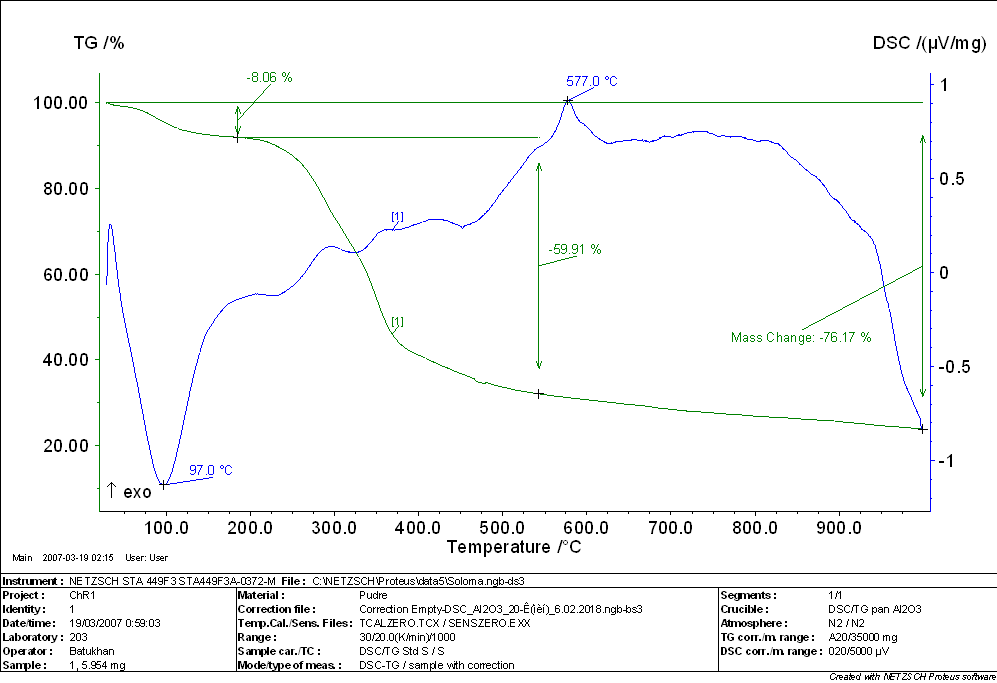 TG /%
DSC /(µV/mg)
-8.06 %
577.0 °C
1
100.00
80.00
0.5
[1]
-59.91 %
60.00
0
[1]
Mass Change: -76.17 %
40.00
-0.5
20.00
97.0 °C
-1
↑ exo
100.0 200.0 300.0 400.0 500.0 600.0 700.0 800.0 900.0
Temperature /°C
Main 2007-03-19 02:15 User: User
Instrument : NETZSCH STA 449F3 STA449F3A-0372-M File : C:\NETZSCH\Proteus\data5\Soloma.ngb-ds3
Project : ChR1 Material : Pudre Segments : 1/1
Identity : 1 Correction file : Correction Empty-DSC_Al2O3_20-Ê(ièí)_6.02.2018.ngb-bs3 Crucible : DSC/TG pan Al2O3
Date/time : 19/03/2007 0:59:03 Temp.Cal./Sens. Files : TCALZERO.TCX / SENSZERO.EXX Atmosphere : N2 / N2
Laboratory : 203 Range : 30/20.0(K/min)/1000 TG corr./m. range : A20/35000 mg
Operator : Batukhan Sample car./TC : DSC/TG Std S / S DSC corr./m. range : 020/5000 µV
Sample : 1, 5.954 mg Mode/type of meas. : DSC-TG / sample with correction
Created with NETZSCH Proteus software